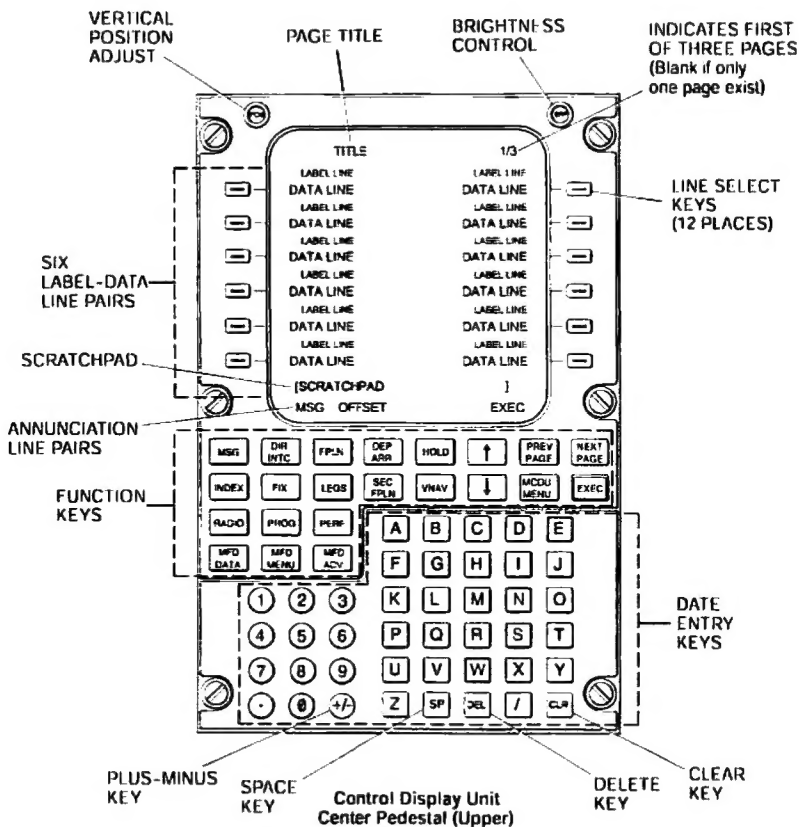 VERTICAL
POSITION
ADJUST
PAGE TITLE
BRIGHTNESS
CONTROL
INDICATES FIRST
OF THREE PAGES
(Blank if only
one page exist)
TITLE 1/3
LABEL LINE LABEL LINE
DATA LINE DATA LINE
LABEL LINE LABEL LINE
DATA LINE DATA LINE
LABEL LINE LABEL LINE
DATA LINE DATA LINE
LABEL LINE LABEL LINE
DATA LINE DATA LINE
LABEL LINE LABEL LINE
DATA LINE DATA LINE
LABEL LINE LABEL LINE
DATA LINE DATA LINE
[SCRATCHPAD ]
MSG OFFSET EXEC
LINE SELECT
KEYS
(12 PLACES)
SIX
LABEL-DATA
LINE PAIRS
SCRATCHPAD
ANNUNCIATION
LINE PAIRS
FUNCTION
KEYS
MSG DIR INTC FPLN DEP ARR HOLD ↑ PREV PAGE NEXT PAGE
INDEX FIX LEGS SEC FPLN VNAV ↓ MCDU MENU EXEC
RADIO PROG PERF
MFD DATA MFD MENU MFD ADV
A B C D E
F G H I J
1 2 3 K L M N O
4 5 6 P Q R S T
7 8 9 U V W X Y
· 0 +/- Z SP DEL / CLR
DATE
ENTRY
KEYS
PLUS-MINUS
KEY
SPACE
KEY
DELETE
KEY
CLEAR
KEY
Control Display Unit
Center Pedestal (Upper)